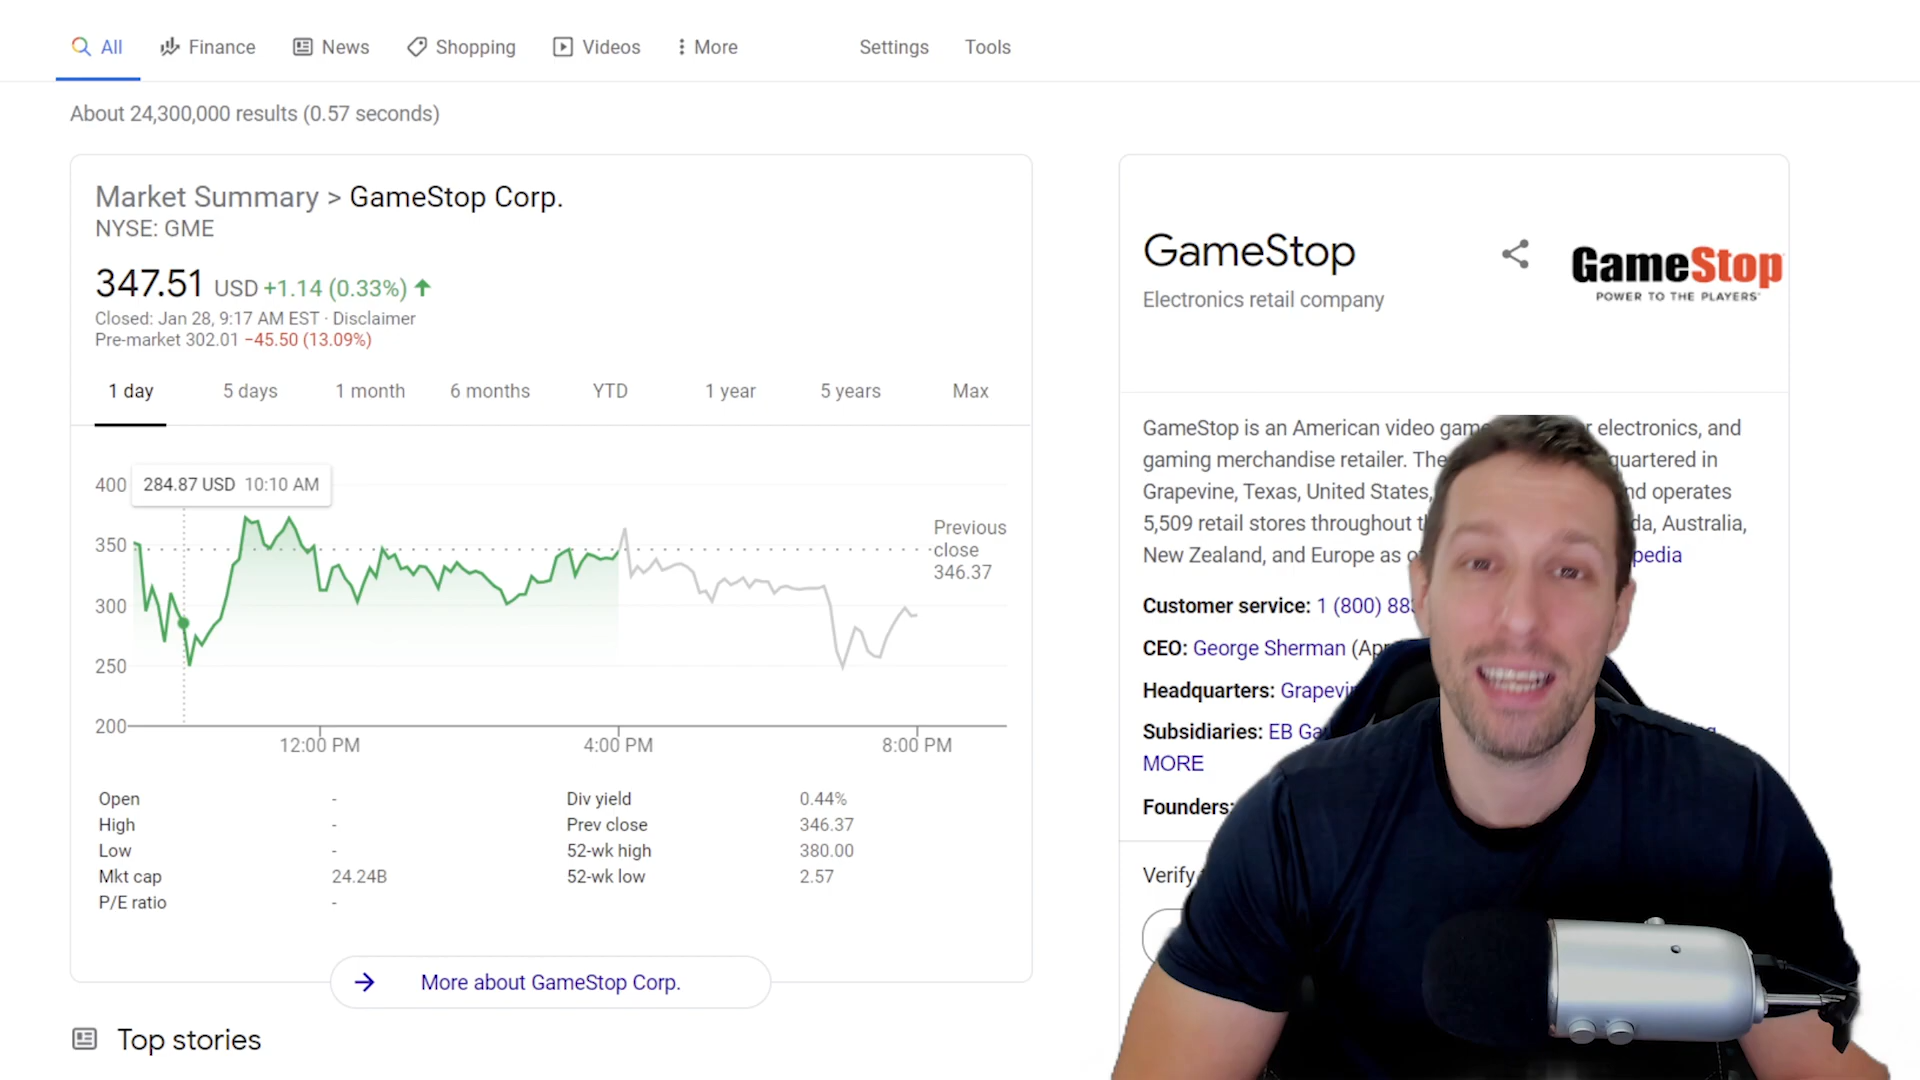 All
Finance
News
Shopping
Videos
More
Settings
Tools
About 24,300,000 results (0.57 seconds)
Market Summary > GameStop Corp.
NYSE: GME
347.51 USD +1.14 (0.33%)
Closed: Jan 28, 9:17 AM EST · Disclaimer
Pre-market 302.01 −45.50 (13.09%)
1 day
5 days
1 month
6 months
YTD
1 year
5 years
Max
284.87 USD 10:10 AM
400
350
300
250
200
Previous
close
346.37
12:00 PM
4:00 PM
8:00 PM
Open -
High -
Low -
Mkt cap 24.24B
P/E ratio -
Div yield 0.44%
Prev close 346.37
52-wk high 380.00
52-wk low 2.57
More about GameStop Corp.
Top stories
GameStop
Electronics retail company
GameStop
POWER TO THE PLAYERS
GameStop is an American video electronics, and
gaming merchandise retailer. The
Grapevine, Texas, United States, operates
5,509 retail stores throughout Australia,
New Zealand, and Europe as
Customer service: 1 (800)
CEO: George Sherman
Headquarters:
Subsidiaries: EB
MORE
Founders:
Verify